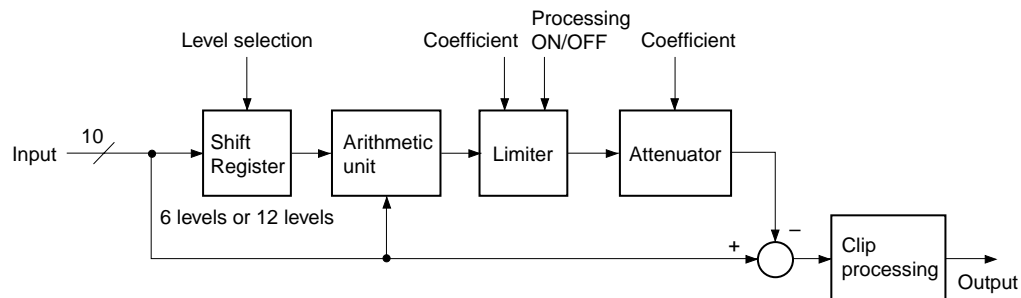 Processing
ON/OFF
Level selection
Coefficient
Coefficient
Input
10
Shift
Register
Arithmetic
unit
Limiter
Attenuator
6 levels or 12 levels
+
–
Clip
processing
Output